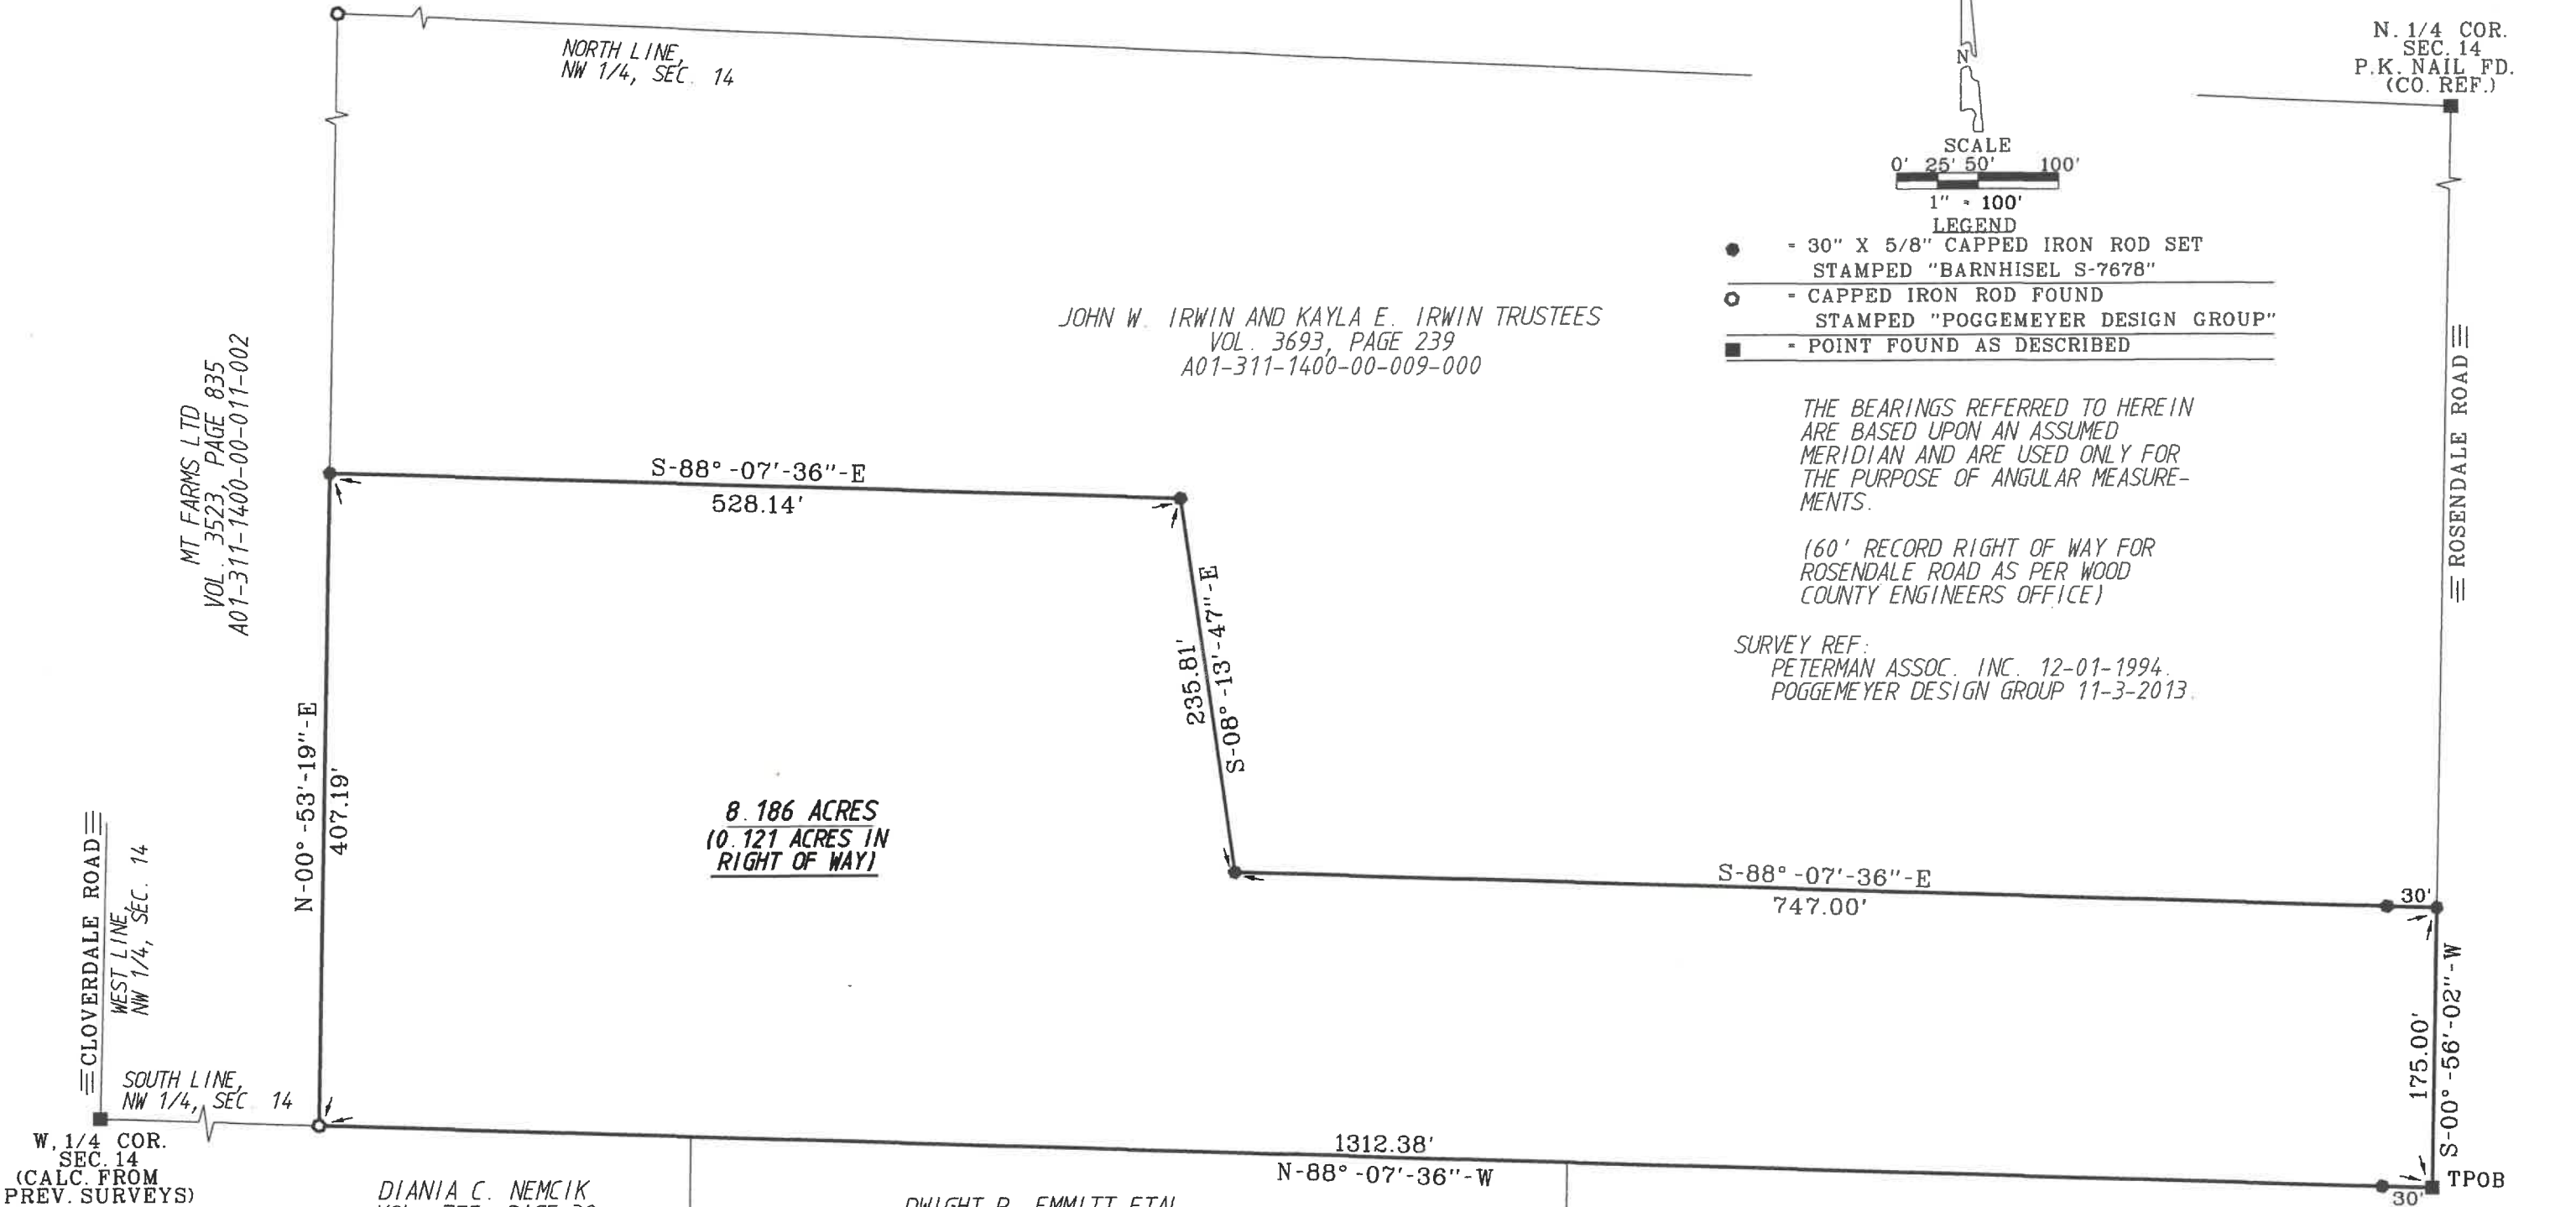 NORTH LINE,
NW 1/4, SEC. 14
N
N. 1/4 COR.
SEC. 14
P.K. NAIL FD.
(CO. REF.)
SCALE
0' 25' 50' 100'
1" = 100'
LEGEND
= 30" X 5/8" CAPPED IRON ROD SET
STAMPED "BARNHISEL S-7678"
= CAPPED IRON ROD FOUND
STAMPED "POGGEMEYER DESIGN GROUP"
= POINT FOUND AS DESCRIBED
JOHN W. IRWIN AND KAYLA E. IRWIN TRUSTEES
VOL. 3693, PAGE 239
A01-311-1400-00-009-000
MT FARMS LTD
VOL. 3523, PAGE 835
A01-311-1400-00-011-002
THE BEARINGS REFERRED TO HEREIN
ARE BASED UPON AN ASSUMED
MERIDIAN AND ARE USED ONLY FOR
THE PURPOSE OF ANGULAR MEASURE-
MENTS.
(60' RECORD RIGHT OF WAY FOR
ROSENDALE ROAD AS PER WOOD
COUNTY ENGINEERS OFFICE)
SURVEY REF:
PETERMAN ASSOC. INC. 12-01-1994.
POGGEMEYER DESIGN GROUP 11-3-2013.
ROSENDALE ROAD
S-88°-07'-36"-E
528.14'
235.81'
S-08°-13'-47"-E
N-00°-53'-19"-E
407.19'
8.186 ACRES
(0.121 ACRES IN
RIGHT OF WAY)
S-88°-07'-36"-E
747.00'
30'
175.00'
S-00°-56'-02"-W
CLOVERDALE ROAD
WEST LINE,
NW 1/4, SEC. 14
SOUTH LINE,
NW 1/4, SEC 14
W. 1/4 COR.
SEC. 14
(CALC. FROM
PREV. SURVEYS)
1312.38'
N-88°-07'-36"-W
TPOB
30'
DIANIA C. NEMCIK